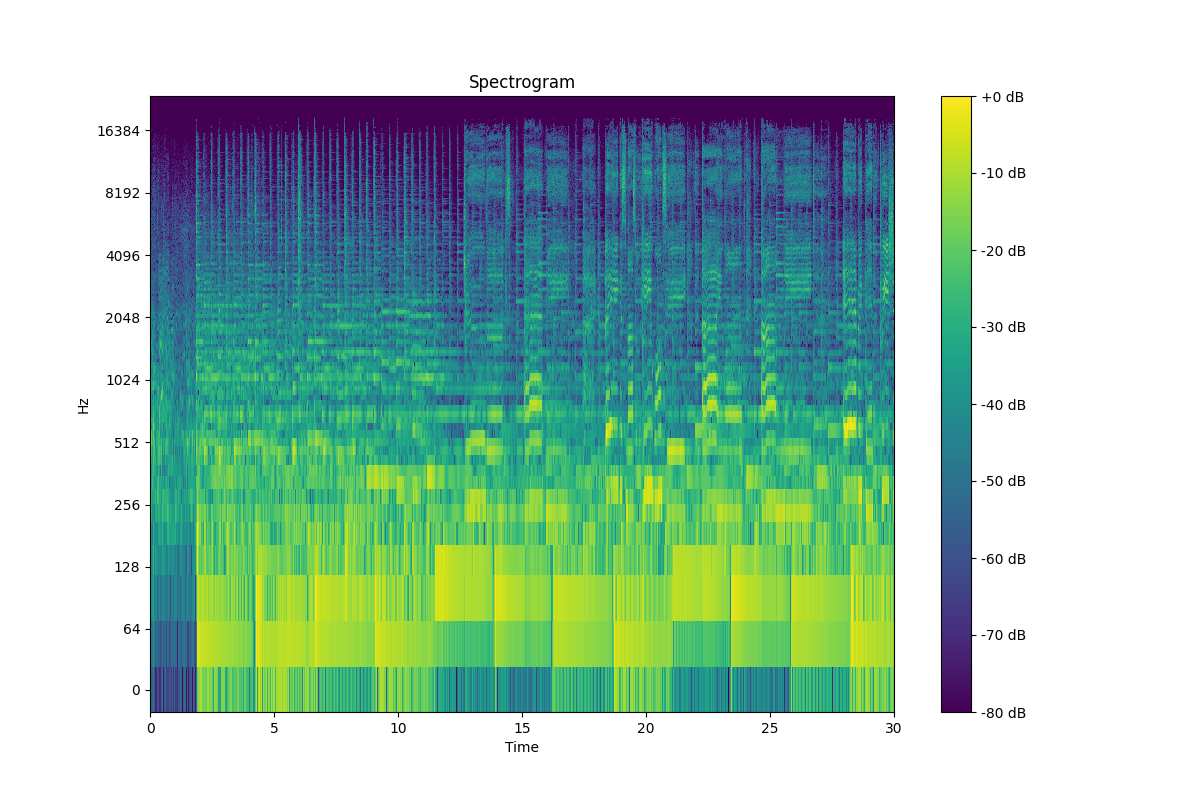 Spectrogram
Hz
16384
8192
4096
2048
1024
512
256
128
64
0
0 5 10 15 20 25 30
Time
+0 dB
-10 dB
-20 dB
-30 dB
-40 dB
-50 dB
-60 dB
-70 dB
-80 dB